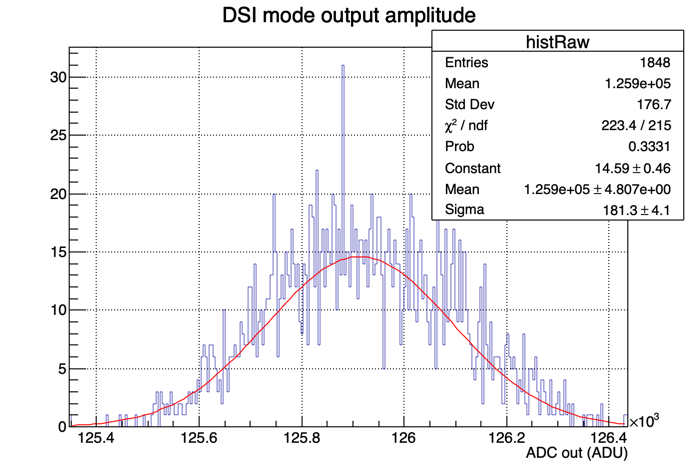 DSI mode output amplitude
histRaw
Entries 1848
Mean 1.259e+05
Std Dev 176.7
χ² / ndf 223.4 / 215
Prob 0.3331
Constant 14.59 ± 0.46
Mean 1.259e+05 ± 4.807e+00
Sigma 181.3 ± 4.1
30
25
20
15
10
5
0
125.4 125.6 125.8 126 126.2 126.4
×10³
ADC out (ADU)